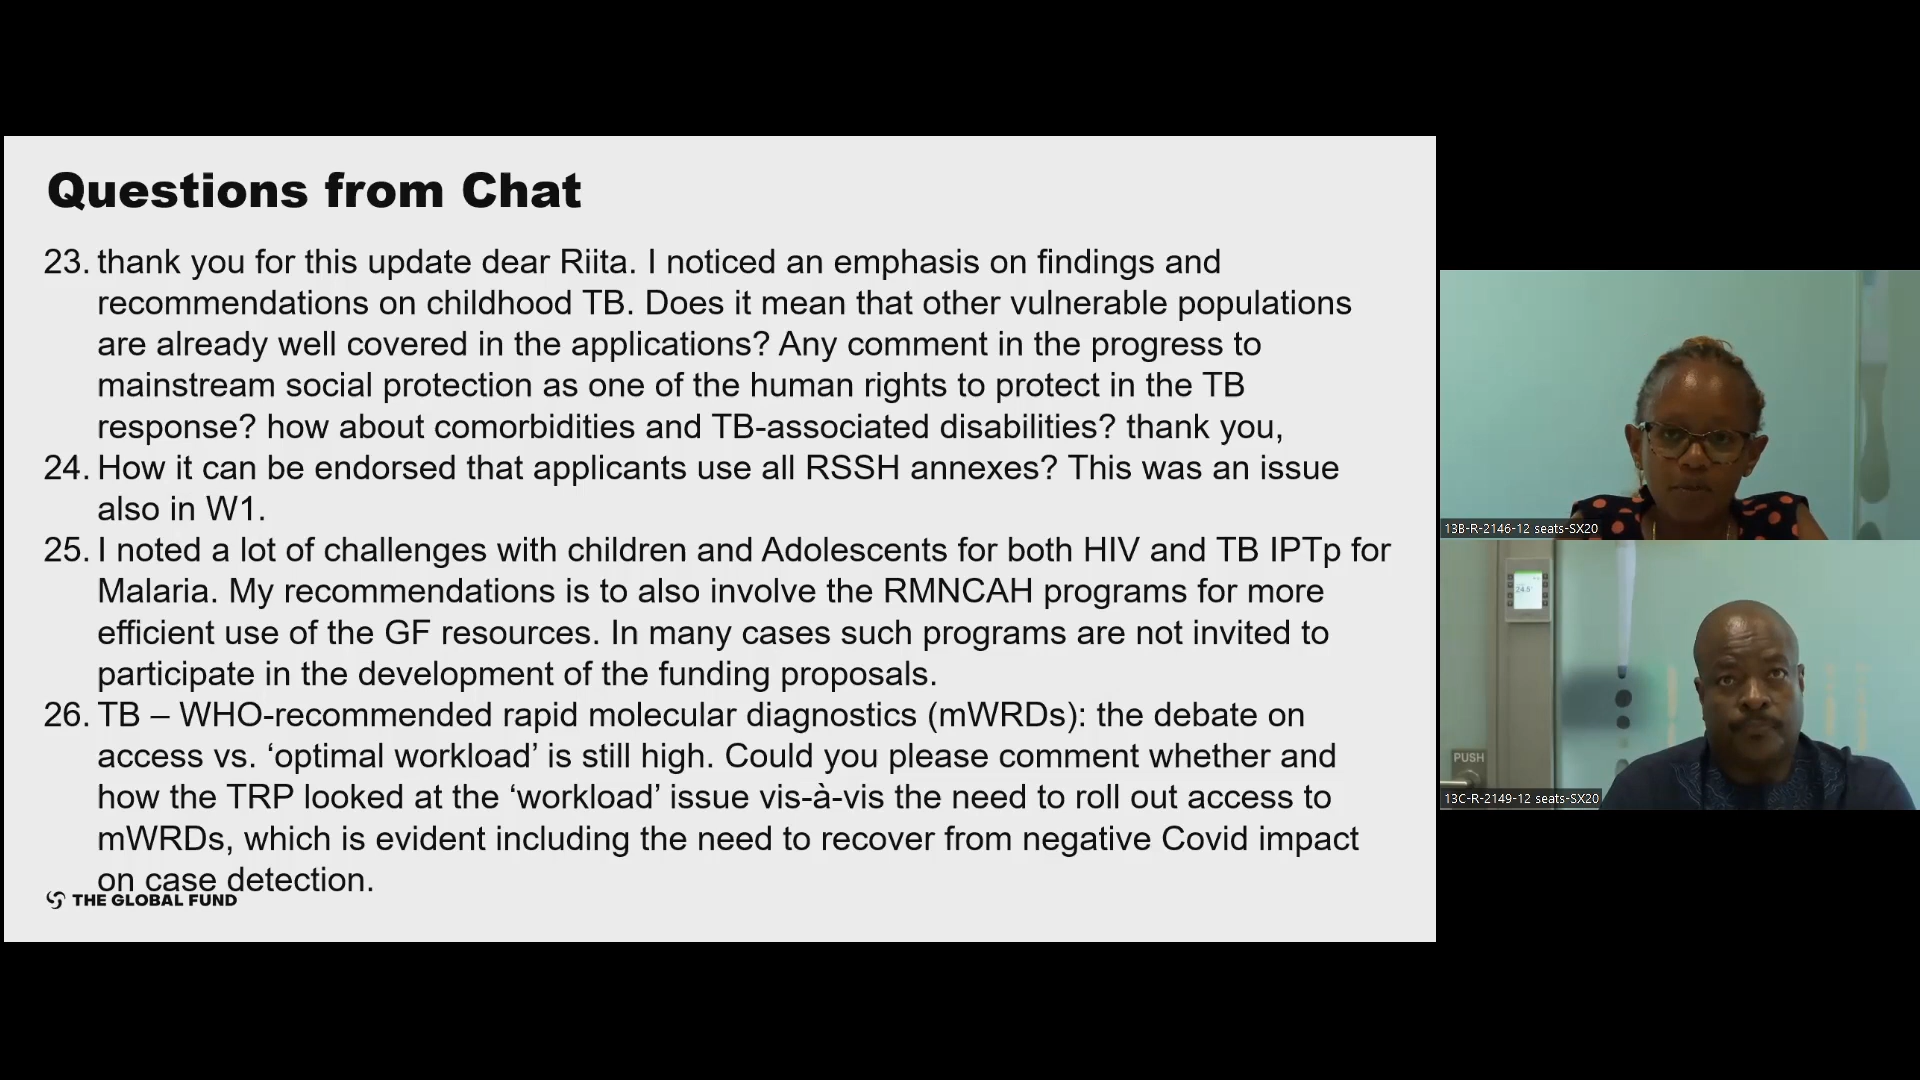 Questions from Chat
23. thank you for this update dear Riita. I noticed an emphasis on findings and
recommendations on childhood TB. Does it mean that other vulnerable populations
are already well covered in the applications? Any comment in the progress to
mainstream social protection as one of the human rights to protect in the TB
response? how about comorbidities and TB-associated disabilities? thank you,
24. How it can be endorsed that applicants use all RSSH annexes? This was an issue
also in W1.
25. I noted a lot of challenges with children and Adolescents for both HIV and TB IPTp for
Malaria. My recommendations is to also involve the RMNCAH programs for more
efficient use of the GF resources. In many cases such programs are not invited to
participate in the development of the funding proposals.
26. TB – WHO-recommended rapid molecular diagnostics (mWRDs): the debate on
access vs. ‘optimal workload’ is still high. Could you please comment whether and
how the TRP looked at the ‘workload’ issue vis-à-vis the need to roll out access to
mWRDs, which is evident including the need to recover from negative Covid impact
on case detection.
THE GLOBAL FUND
13B-R-2146-12 seats-SX20
24.5°
PUSH
13C-R-2149-12 seats-SX20